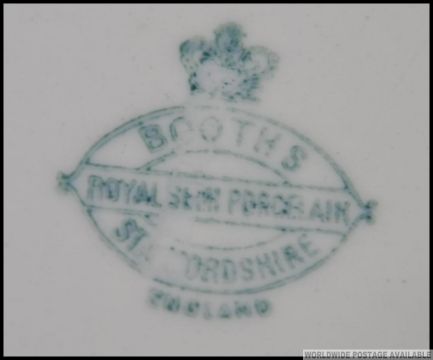 BOOTHS
ROYAL SEMI PORCELAIN
STAFFORDSHIRE
ENGLAND
WORLDWIDE POSTAGE AVAILABLE